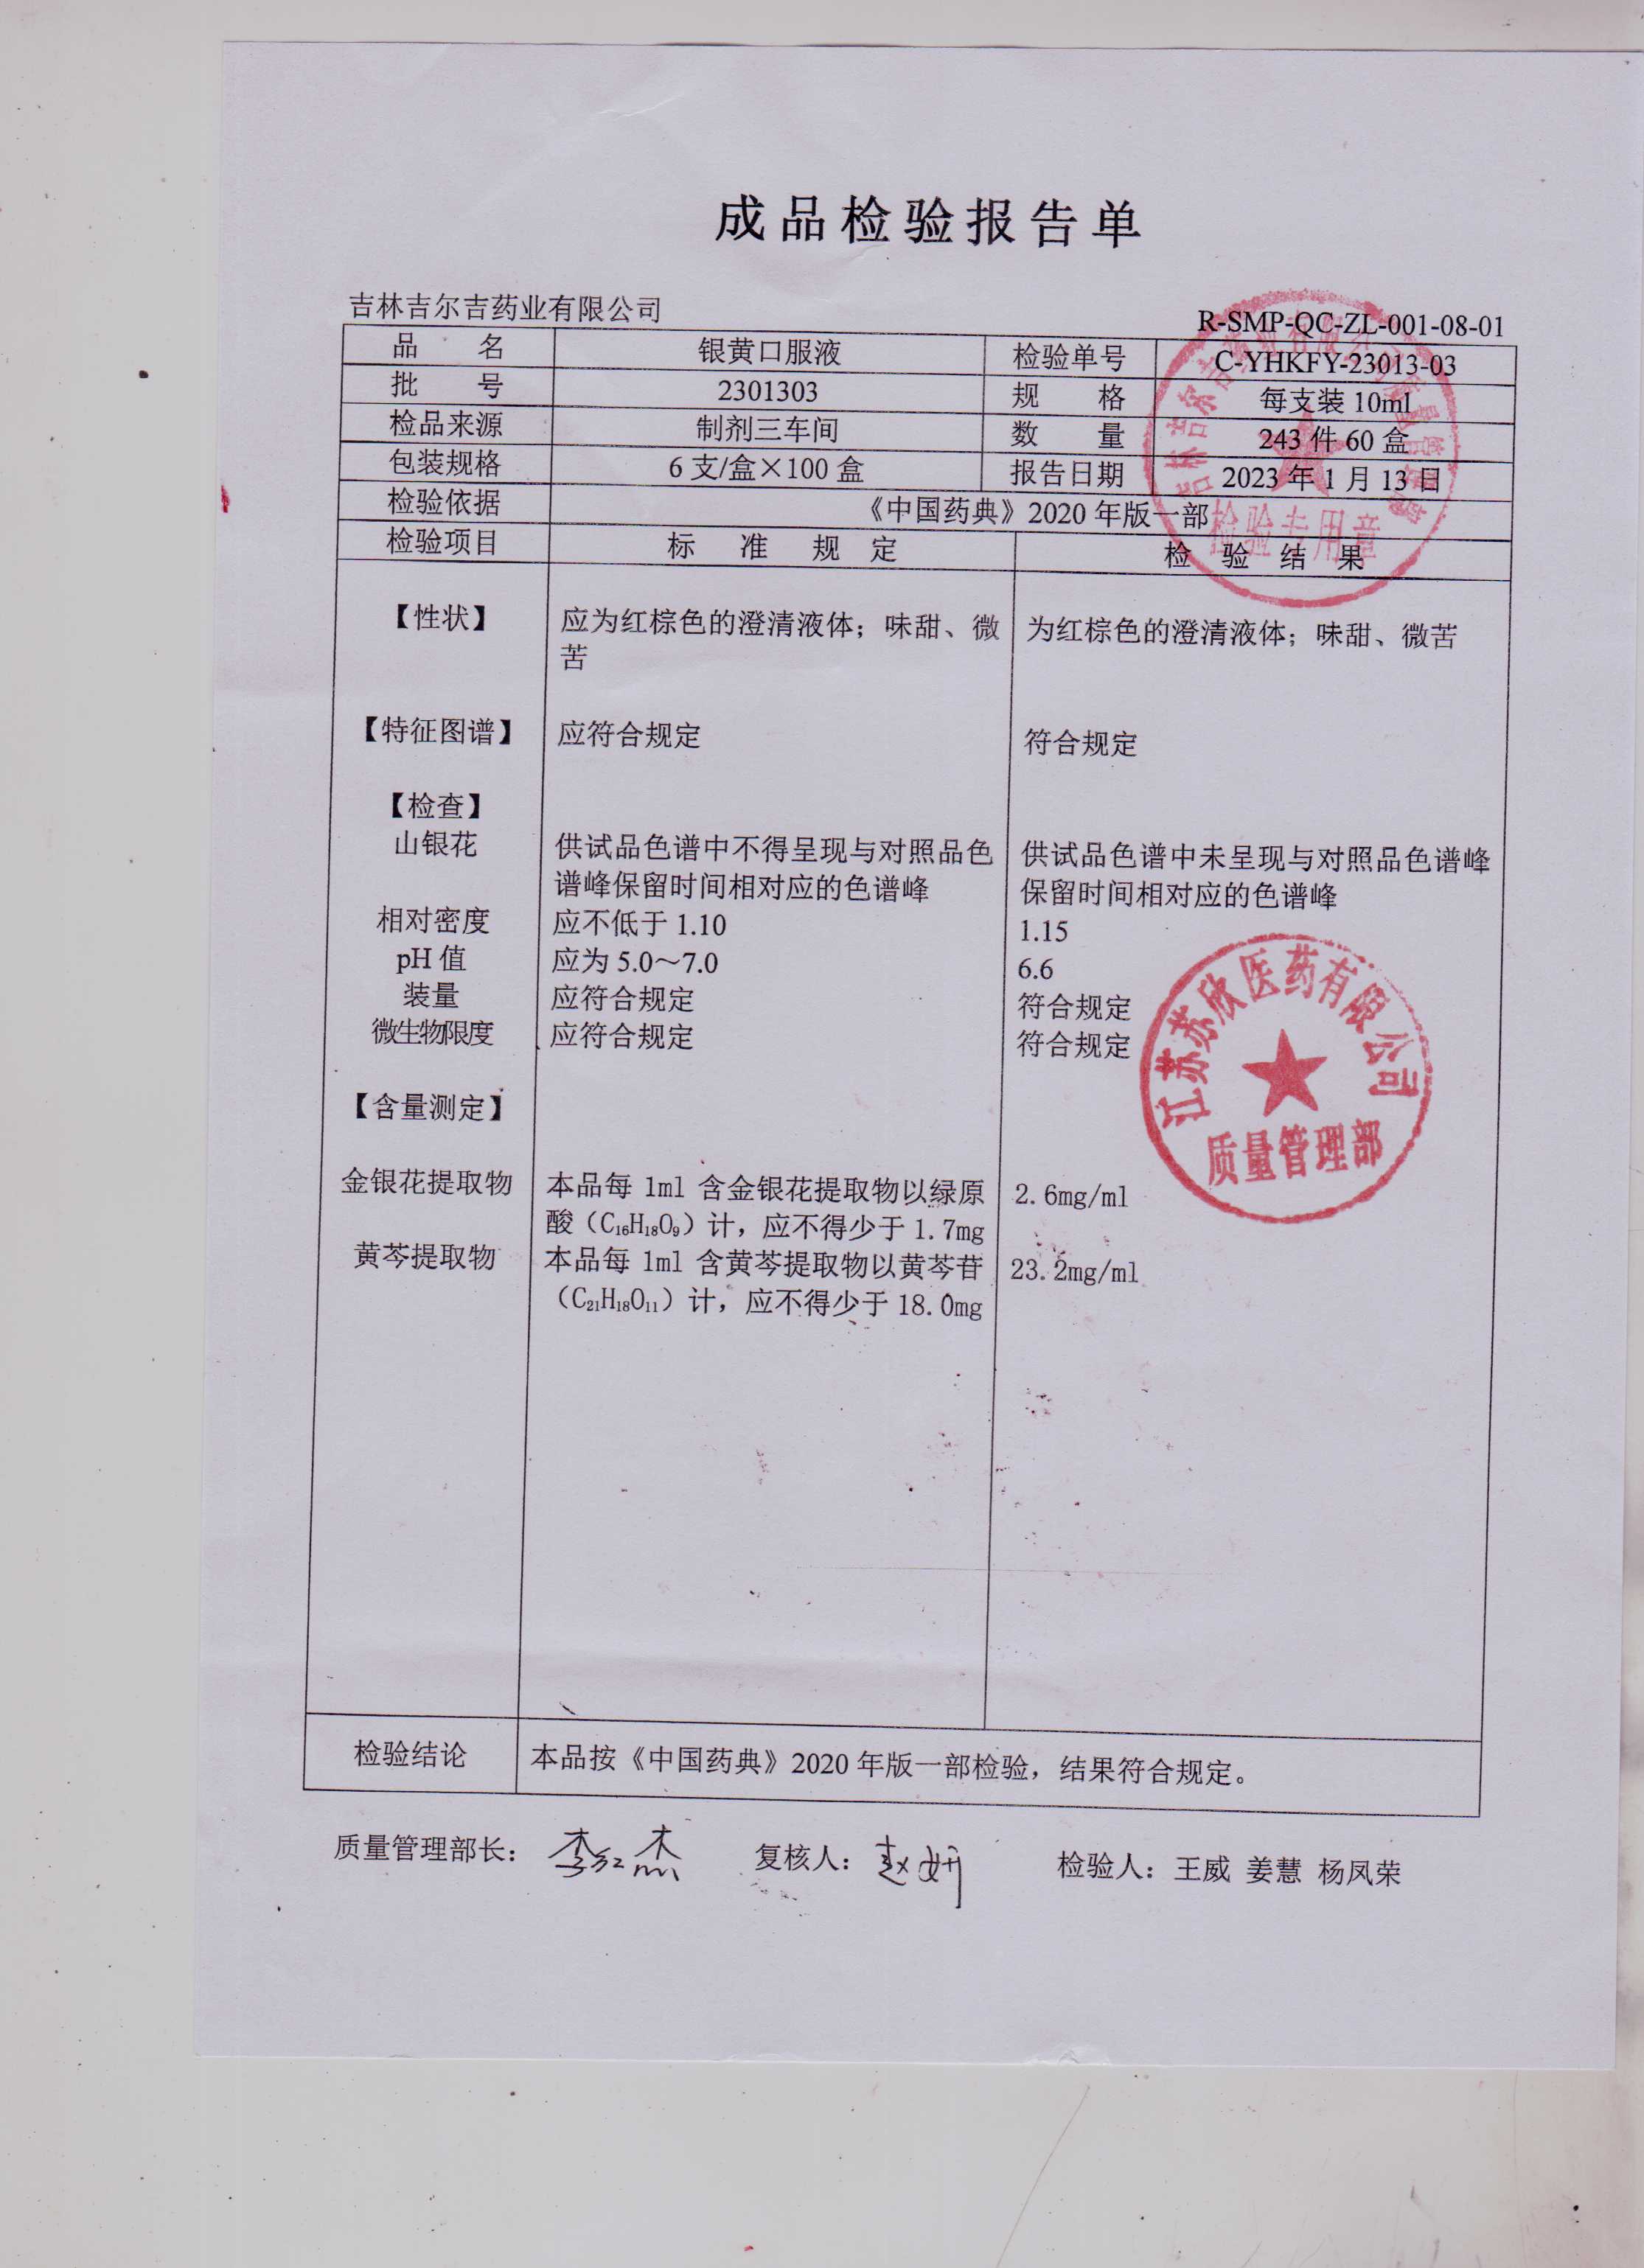 成品检验报告单
吉林吉尔吉药业有限公司
R-SMP-QC-ZL-001-08-01
品 名 银黄口服液 检验单号 C-YHKFY-23013-03
批 号 2301303 规 格 每支装 10ml
检品来源 制剂三车间 数 量 243 件 60 盒
包装规格 6 支/盒×100 盒 报告日期 2023 年 1 月 13 日
检验依据 《中国药典》2020 年版一部
检验项目 标 准 规 定 检 验 结 果
检验专用章
【性状】 应为红棕色的澄清液体；味甜、微 为红棕色的澄清液体；味甜、微苦
苦
【特征图谱】 应符合规定 符合规定
【检查】
山银花 供试品色谱中不得呈现与对照品色 供试品色谱中未呈现与对照品色谱峰
谱峰保留时间相对应的色谱峰 保留时间相对应的色谱峰
相对密度 应不低于 1.10 1.15
pH 值 应为 5.0～7.0 6.6
装量 应符合规定 符合规定
微生物限度 应符合规定 符合规定
江苏苏欣医药有限公司
质量管理部
【含量测定】
金银花提取物 本品每 1ml 含金银花提取物以绿原 2.6mg/ml
酸（C₁₆H₁₈O₉）计，应不得少于 1.7mg
黄芩提取物 本品每 1ml 含黄芩提取物以黄芩苷 23.2mg/ml
（C₂₁H₁₈O₁₁）计，应不得少于 18.0mg
检验结论 本品按《中国药典》2020 年版一部检验，结果符合规定。
质量管理部长： 李红杰 复核人： 赵妍 检验人：王威 姜慧 杨凤荣